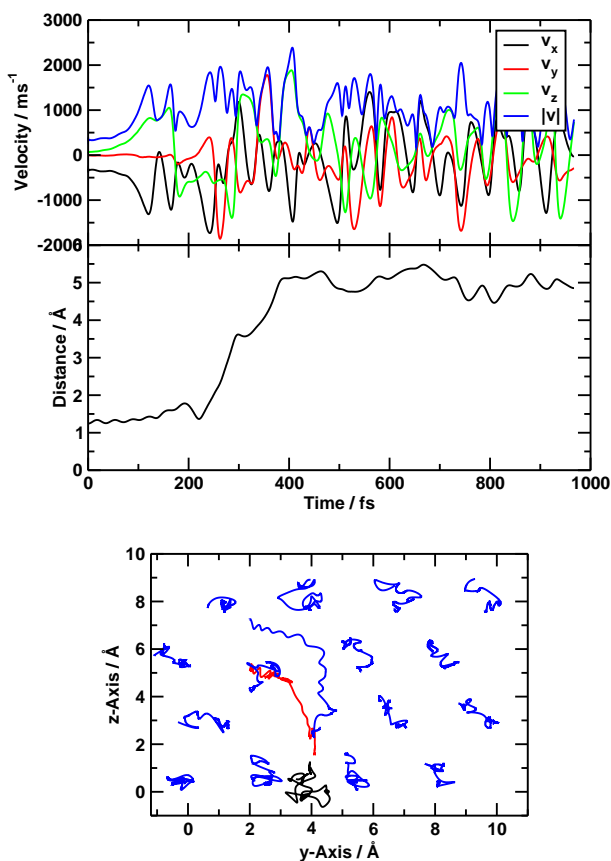 3000
2000
1000
0
-1000
-2000
Velocity / ms-1
vx
vy
vz
|v|
6
5
4
3
2
1
0
Distance / Å
0 200 400 600 800 1000
Time / fs
10
8
6
4
2
0
z-Axis / Å
0 2 4 6 8 10
y-Axis / Å